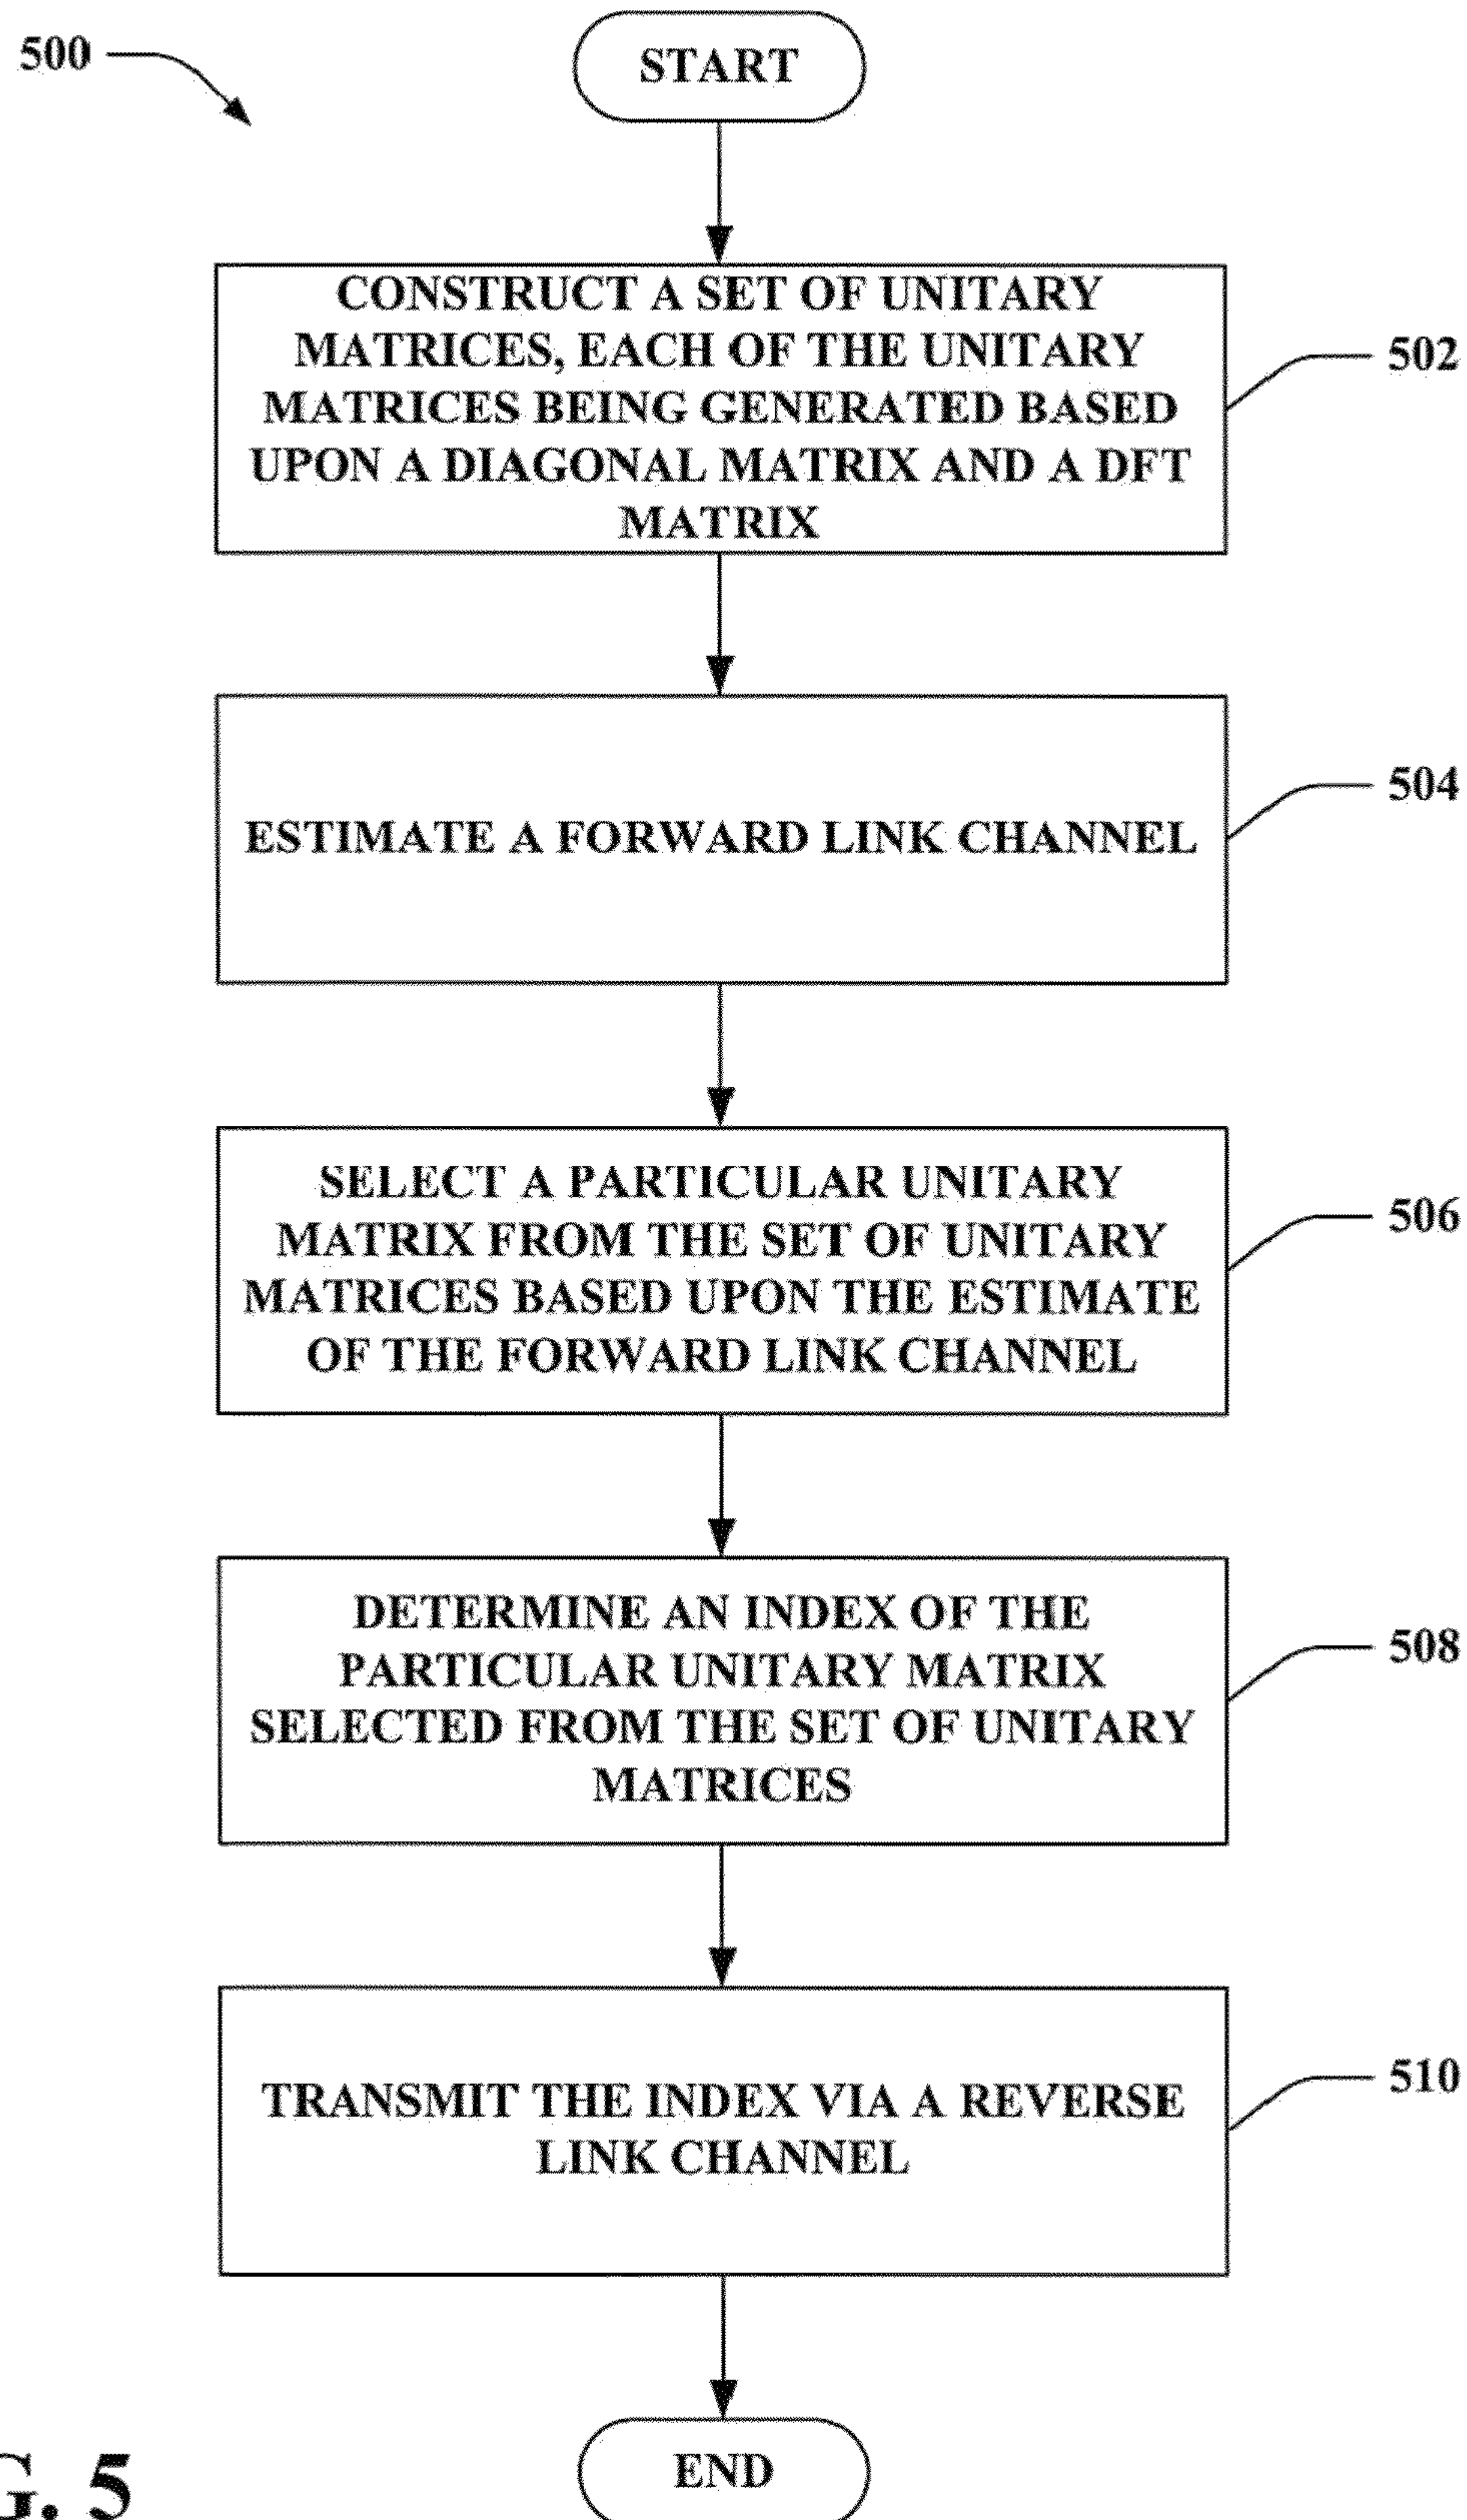 500
START
CONSTRUCT A SET OF UNITARY
MATRICES, EACH OF THE UNITARY
MATRICES BEING GENERATED BASED
UPON A DIAGONAL MATRIX AND A DFT
MATRIX
502
ESTIMATE A FORWARD LINK CHANNEL
504
SELECT A PARTICULAR UNITARY
MATRIX FROM THE SET OF UNITARY
MATRICES BASED UPON THE ESTIMATE
OF THE FORWARD LINK CHANNEL
506
DETERMINE AN INDEX OF THE
PARTICULAR UNITARY MATRIX
SELECTED FROM THE SET OF UNITARY
MATRICES
508
TRANSMIT THE INDEX VIA A REVERSE
LINK CHANNEL
510
END
G. 5